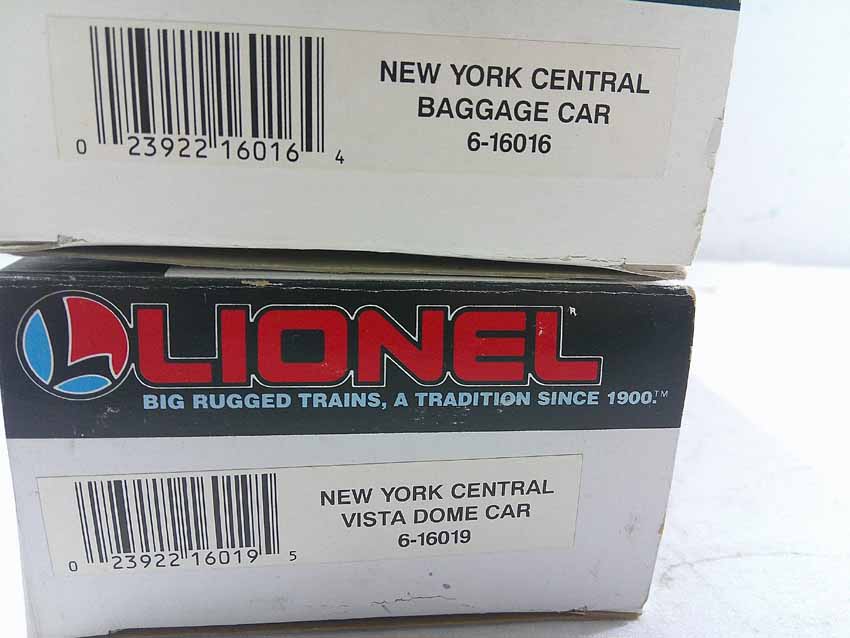 NEW YORK CENTRAL
BAGGAGE CAR
6-16016
0 23922 16016 4
LIONEL R
BIG RUGGED TRAINS, A TRADITION SINCE 1900.™
NEW YORK CENTRAL
VISTA DOME CAR
6-16019
0 23922 16019 5